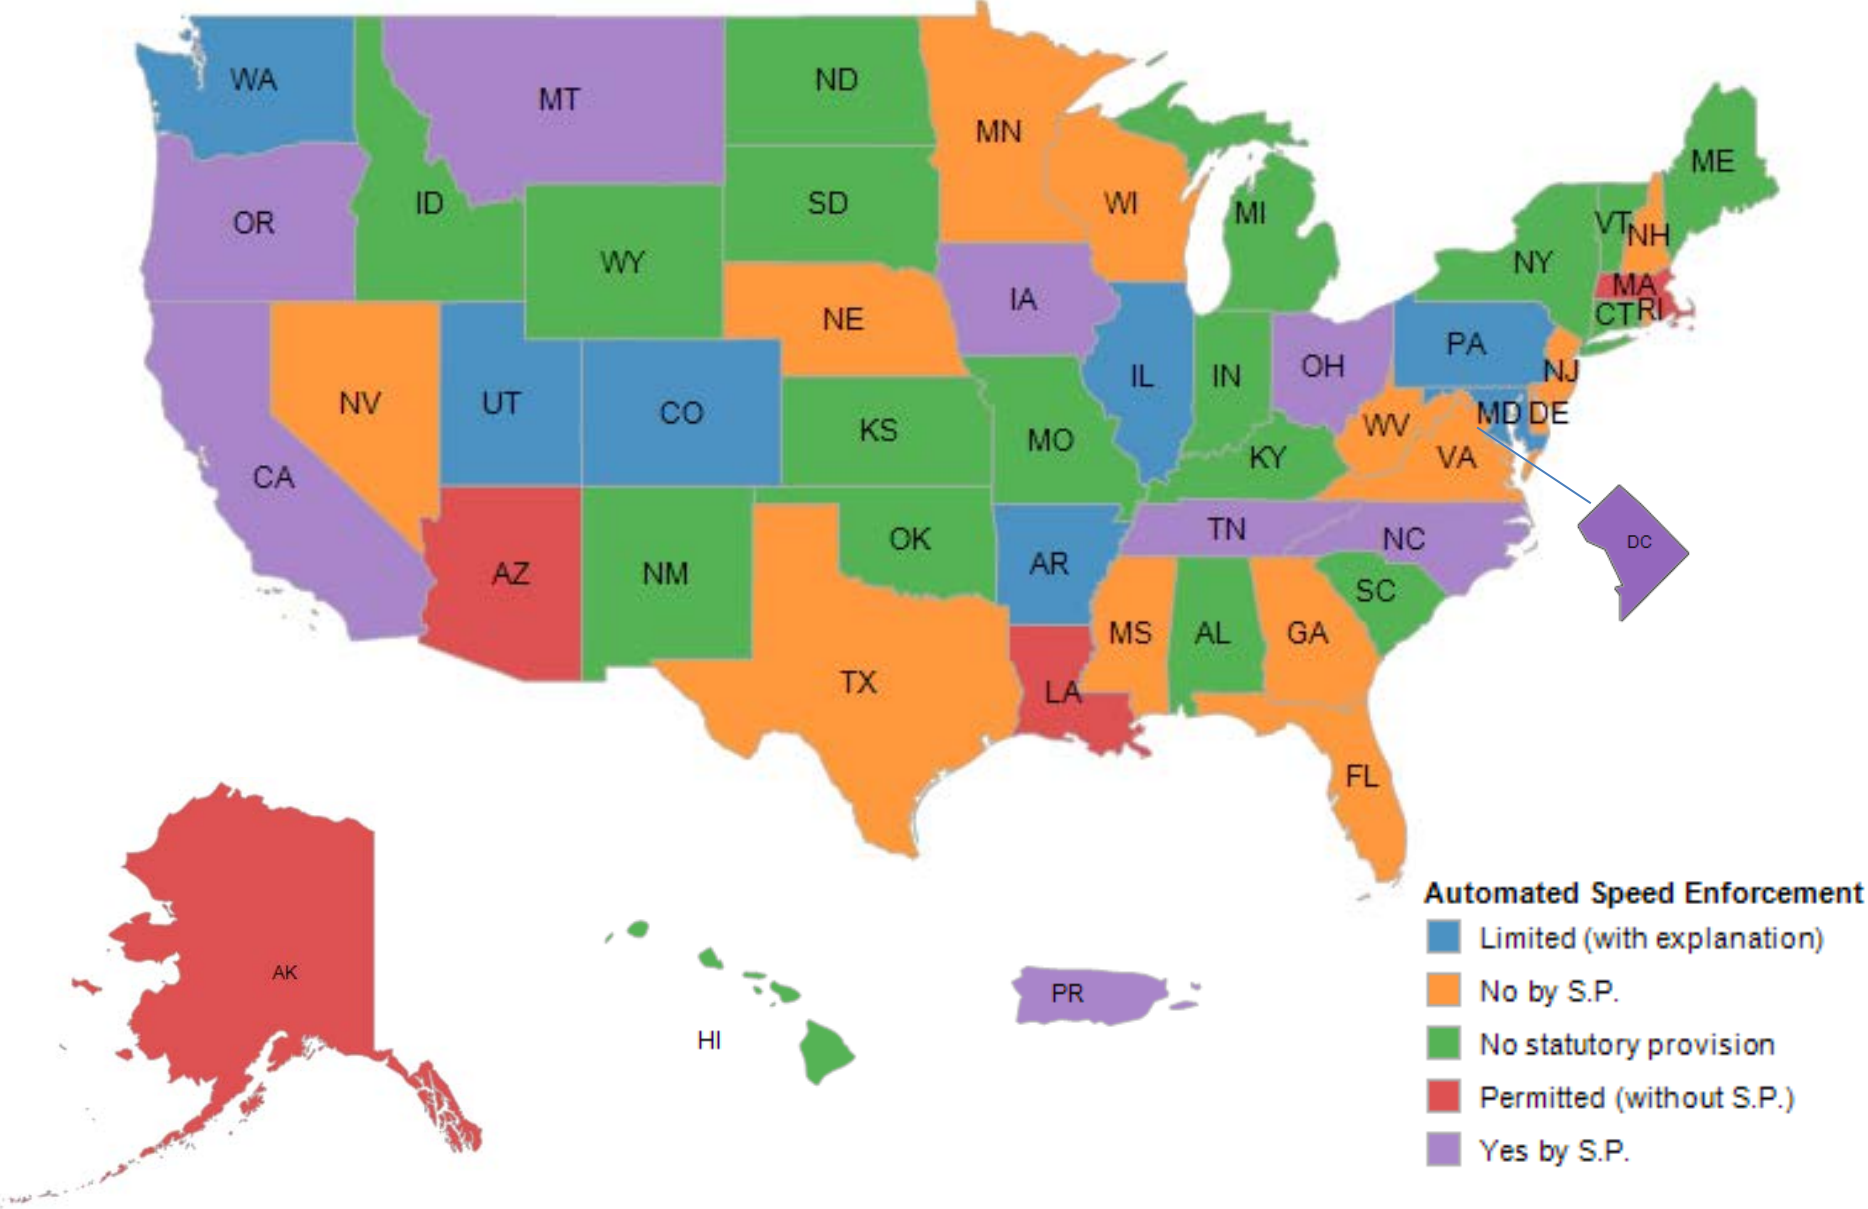 WA
MT
ND
MN
ME
ID
SD
WI
MI
OR
VT
NH
WY
NY
IA
MA
NE
CT
RI
PA
OH
NJ
IL
IN
NV
UT
CO
MD
DE
KS
WV
MO
KY
VA
CA
TN
NC
OK
DC
AR
AZ
NM
SC
MS
AL
GA
TX
LA
FL
AK
PR
HI
Automated Speed Enforcement
Limited (with explanation)
No by S.P.
No statutory provision
Permitted (without S.P.)
Yes by S.P.